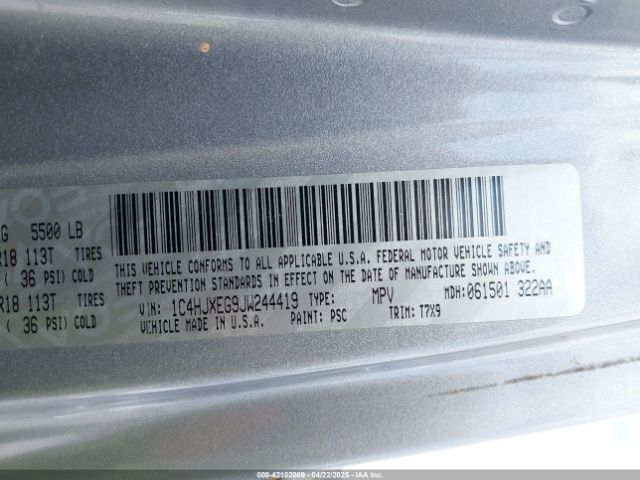 G 5500 LB
R18 113T TIRES
( 36 PSI) COLD
R18 113T TIRES
( 36 PSI) COLD
THIS VEHICLE CONFORMS TO ALL APPLICABLE U.S.A. FEDERAL MOTOR VEHICLE SAFETY AND
THEFT PREVENTION STANDARDS IN EFFECT ON THE DATE OF MANUFACTURE SHOWN ABOVE.
VIN: 1C4HJXEG9JW244419 TYPE: MPV MDH:061501 322AA
VEHICLE MADE IN U.S.A. PAINT: PSC TRIM: T7X9
000-42102009 - 04/22/2025 - IAA Inc.